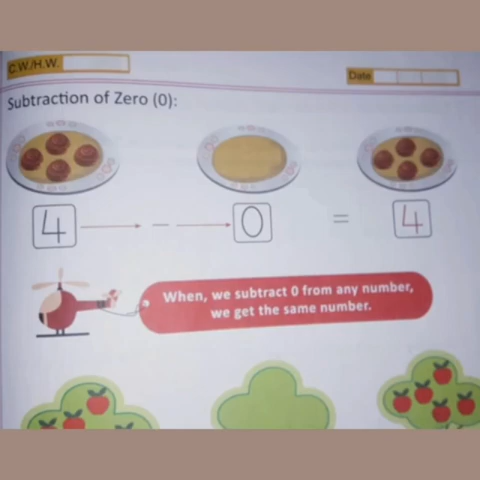 C.W./H.W.
Date
Subtraction of Zero (0):
4 − 0 = 4
When, we subtract 0 from any number,
we get the same number.